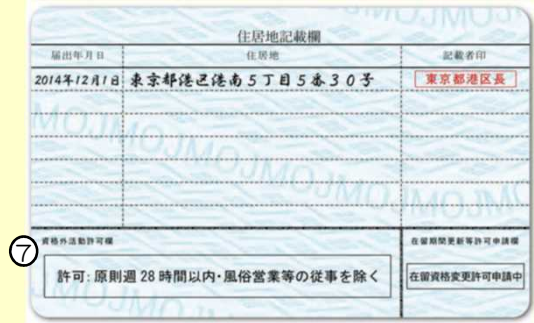 住居地記載欄
届出年月日 住居地 記載者印
2014年12月1日 東京都港区港南5丁目5番30号 東京都港区長
MOJMOJMOJMOJMOJMOJ
⑦ 資格外活動許可欄 在留期間更新等許可申請欄
許可：原則週28時間以内・風俗営業等の従事を除く 在留資格変更許可申請中